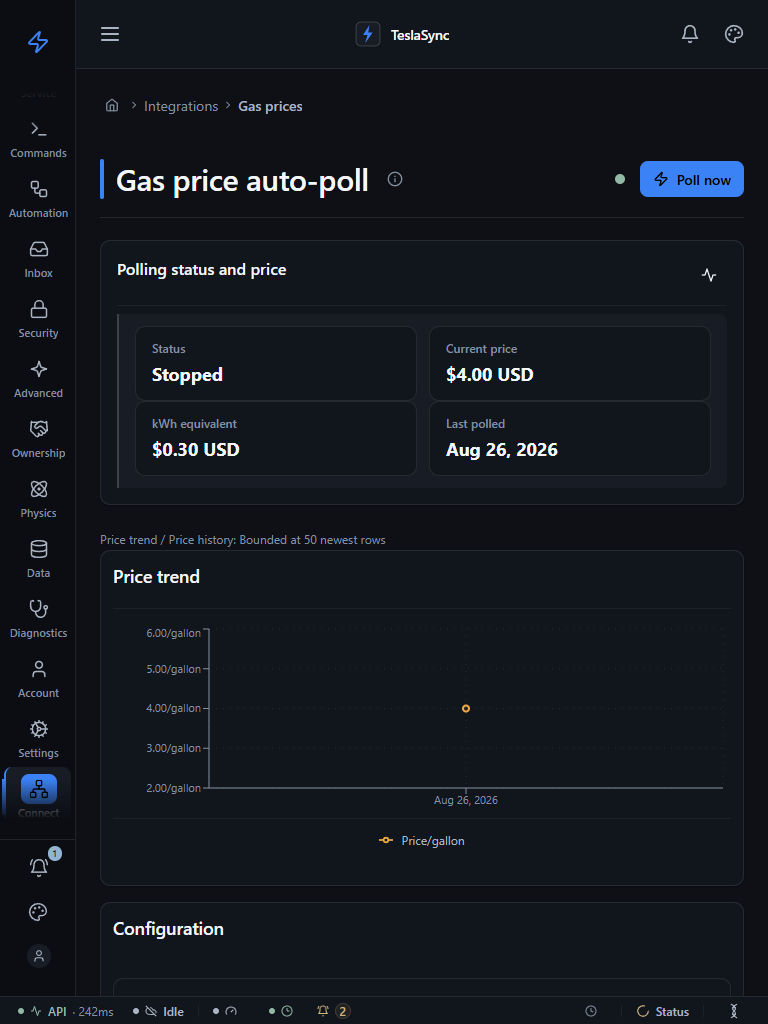 TeslaSync
Service
Commands
Automation
Inbox
Security
Advanced
Ownership
Physics
Data
Diagnostics
Account
Settings
Connect
1
Integrations > Gas prices
Gas price auto-poll
Poll now
Polling status and price
Status
Stopped
Current price
$4.00 USD
kWh equivalent
$0.30 USD
Last polled
Aug 26, 2026
Price trend / Price history: Bounded at 50 newest rows
Price trend
6.00/gallon
5.00/gallon
4.00/gallon
3.00/gallon
2.00/gallon
Aug 26, 2026
Price/gallon
Configuration
API · 242ms
Idle
2
Status